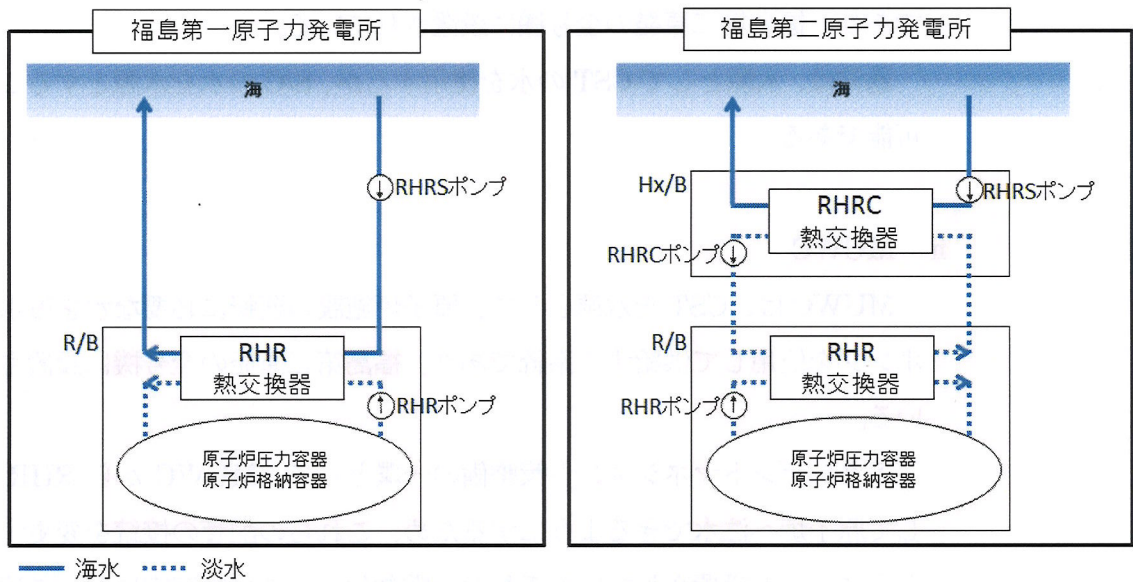 福島第一原子力発電所
海
RHRSポンプ
R/B
RHR
熱交換器
RHRポンプ
原子炉圧力容器
原子炉格納容器
福島第二原子力発電所
海
Hx/B
RHRSポンプ
RHRC
熱交換器
RHRCポンプ
R/B
RHR
熱交換器
RHRポンプ
原子炉圧力容器
原子炉格納容器
海水 淡水